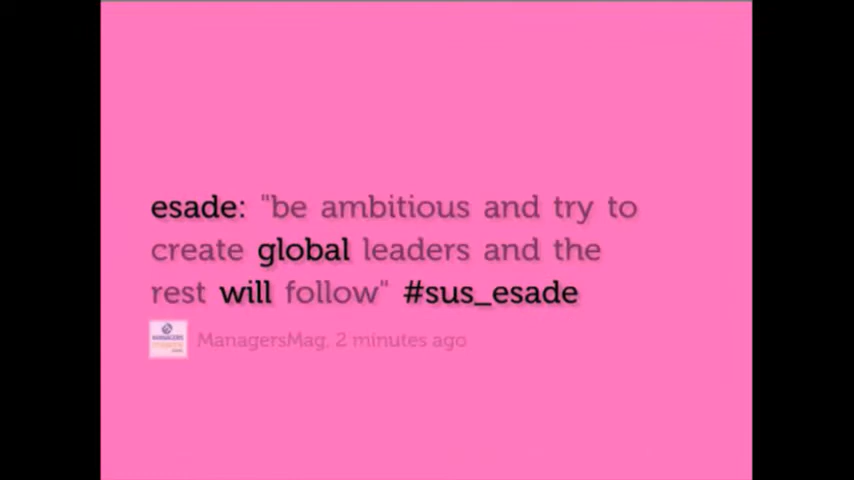 esade: "be ambitious and try to
create global leaders and the
rest will follow" #sus_esade
MANAGERS
ManagersMag, 2 minutes ago